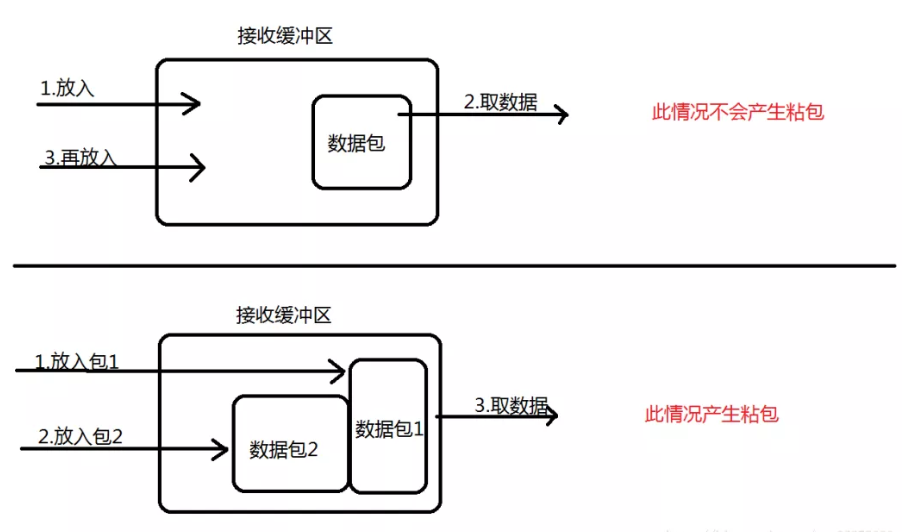 接收缓冲区
1.放入
2.取数据
此情况不会产生粘包
数据包
3.再放入
接收缓冲区
1.放入包1
3.取数据
此情况产生粘包
数据包1
2.放入包2
数据包2